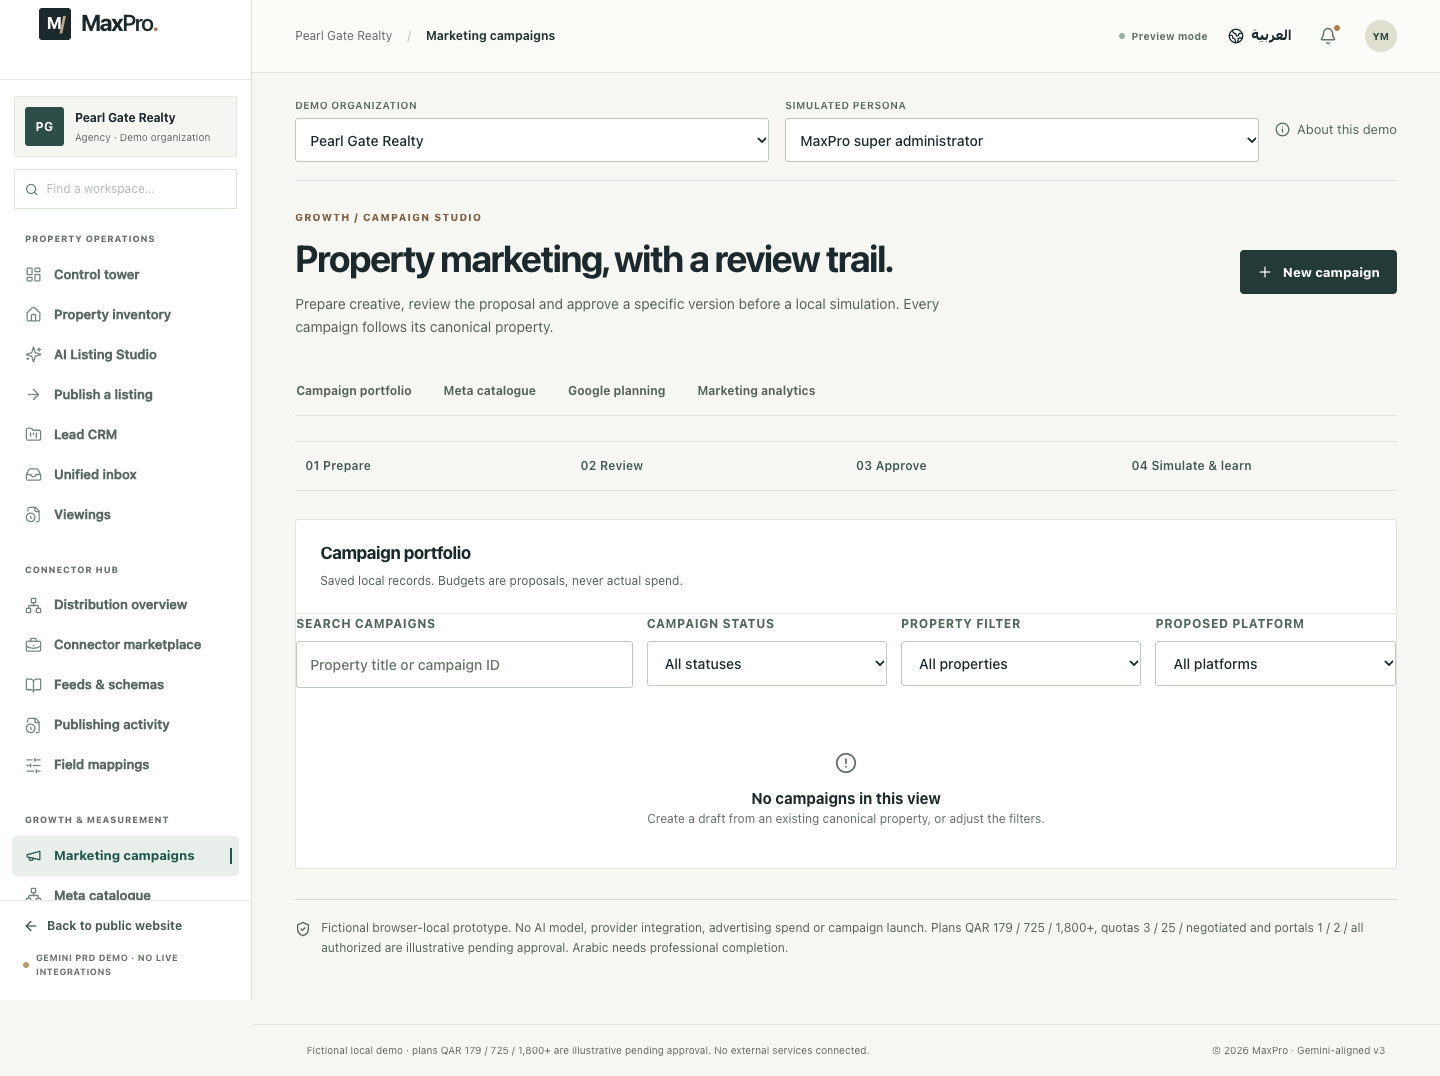 M/ MaxPro.
PG
Pearl Gate Realty
Agency · Demo organization
Find a workspace...
PROPERTY OPERATIONS
Control tower
Property inventory
AI Listing Studio
Publish a listing
Lead CRM
Unified inbox
Viewings
CONNECTOR HUB
Distribution overview
Connector marketplace
Feeds & schemas
Publishing activity
Field mappings
GROWTH & MEASUREMENT
Marketing campaigns
Meta catalogue
Back to public website
GEMINI PRD DEMO · NO LIVE
INTEGRATIONS
Pearl Gate Realty / Marketing campaigns
Preview mode
العربية
YM
DEMO ORGANIZATION
Pearl Gate Realty
SIMULATED PERSONA
MaxPro super administrator
About this demo
GROWTH / CAMPAIGN STUDIO
Property marketing, with a review trail.
Prepare creative, review the proposal and approve a specific version before a local simulation. Every
campaign follows its canonical property.
New campaign
Campaign portfolio Meta catalogue Google planning Marketing analytics
01 Prepare 02 Review 03 Approve 04 Simulate & learn
Campaign portfolio
Saved local records. Budgets are proposals, never actual spend.
SEARCH CAMPAIGNS CAMPAIGN STATUS PROPERTY FILTER PROPOSED PLATFORM
Property title or campaign ID All statuses All properties All platforms
No campaigns in this view
Create a draft from an existing canonical property, or adjust the filters.
Fictional browser-local prototype. No AI model, provider integration, advertising spend or campaign launch. Plans QAR 179 / 725 / 1,800+, quotas 3 / 25 / negotiated and portals 1 / 2 / all
authorized are illustrative pending approval. Arabic needs professional completion.
Fictional local demo · plans QAR 179 / 725 / 1,800+ are illustrative pending approval. No external services connected.
© 2026 MaxPro · Gemini-aligned v3